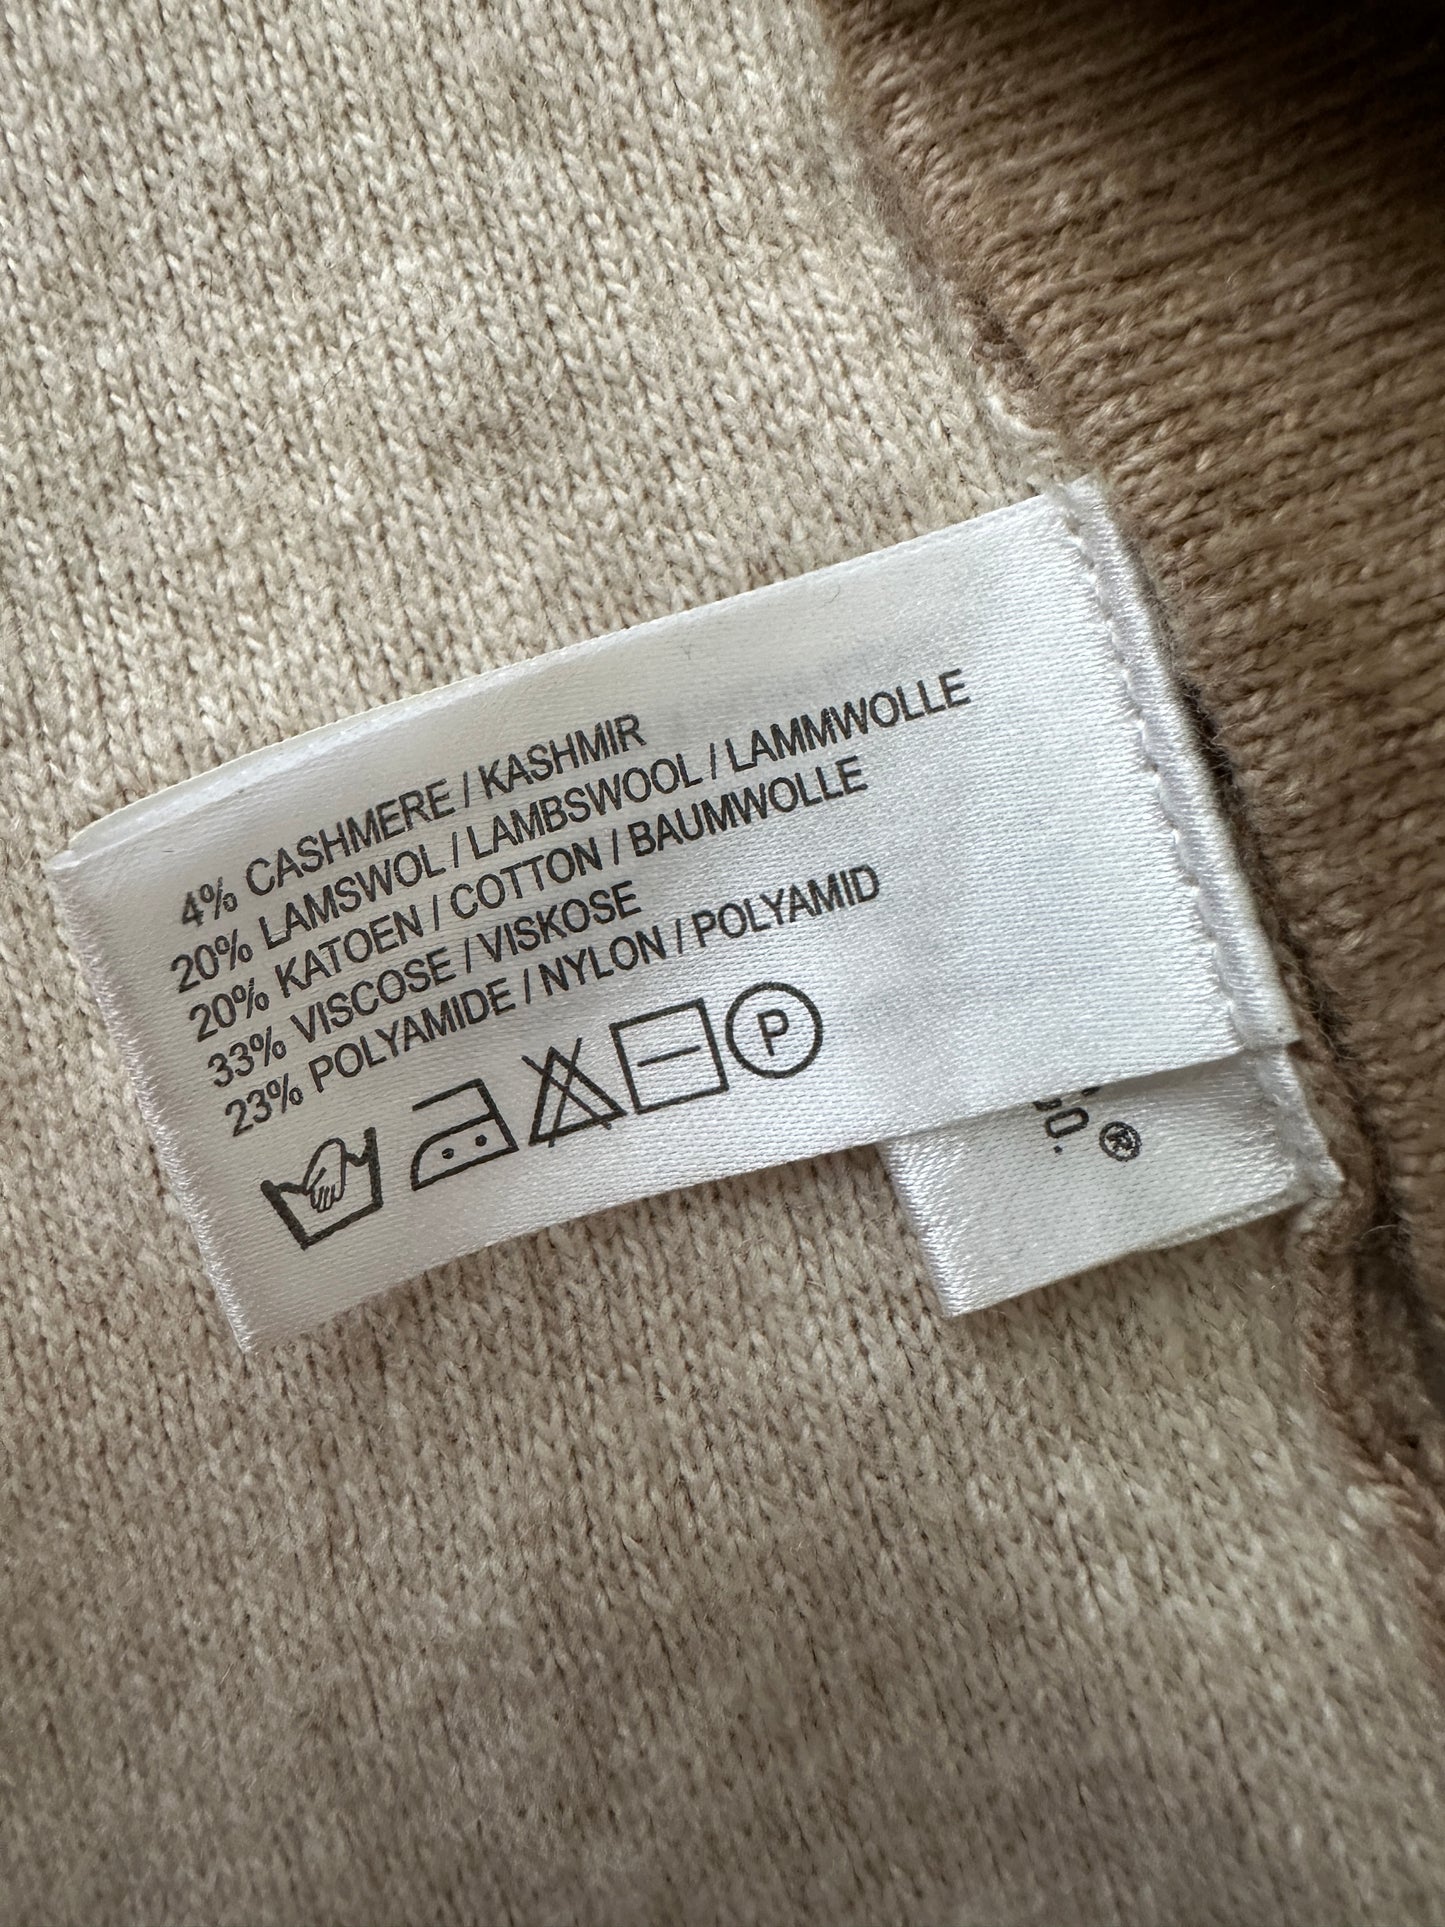 4% CASHMERE / KASHMIR
20% LAMSWOL / LAMBSWOOL / LAMMWOLLE
20% KATOEN / COTTON / BAUMWOLLE
33% VISCOSE / VISKOSE
23% POLYAMIDE / NYLON / POLYAMID
P
®